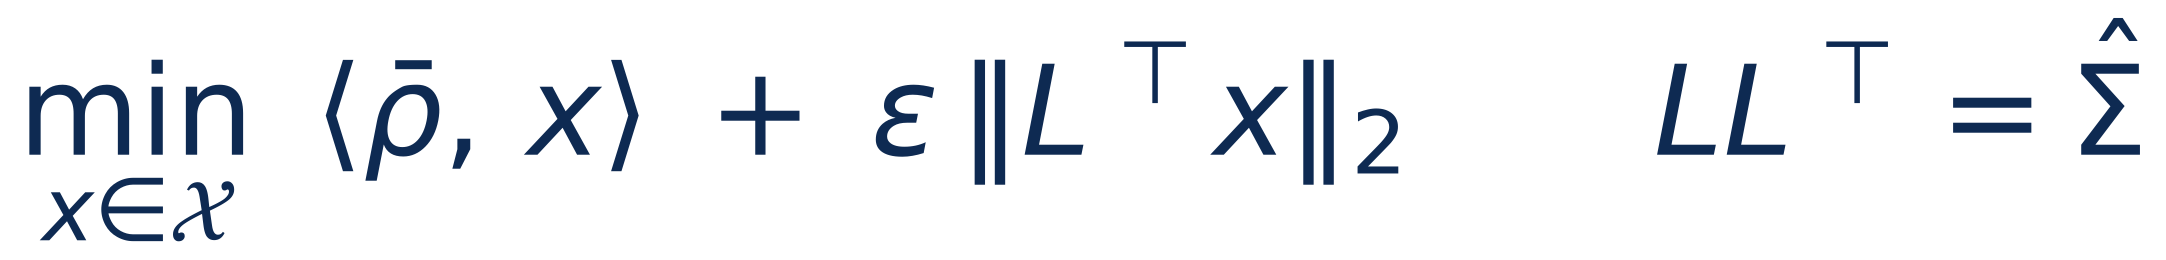 min ⟨ρ̄, x⟩ + ε‖L⊤x‖₂ LL⊤ = Σ̂
x∈𝒳